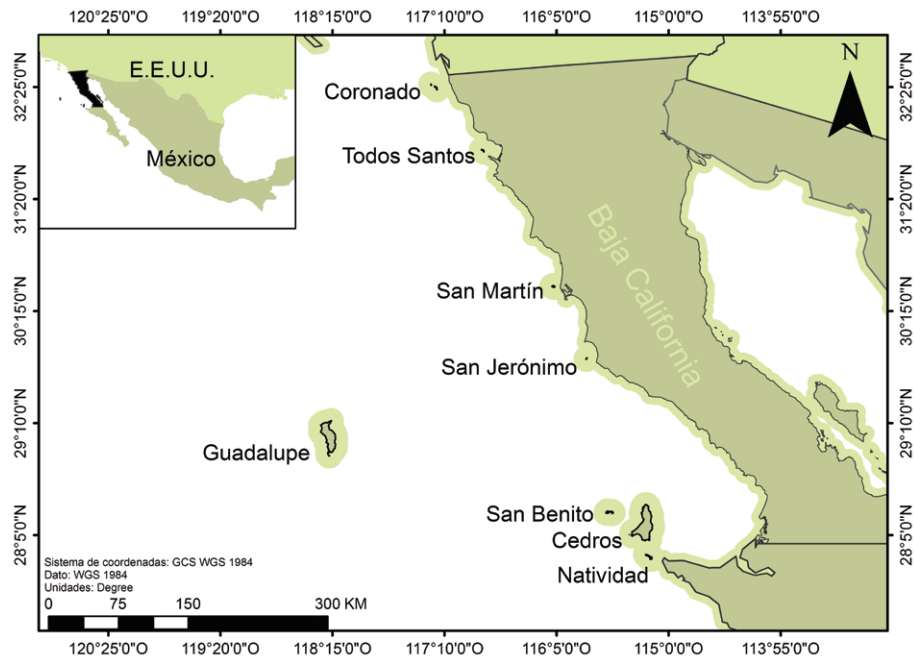 120°25'0"O 119°20'0"O 118°15'0"O 117°10'0"O 116°5'0"O 115°0'0"O 113°55'0"O
E.E.U.U.
México
N
32°25'0"N
31°20'0"N
30°15'0"N
29°10'0"N
28°5'0"N
Coronado
Todos Santos
San Martín
San Jerónimo
Guadalupe
San Benito
Cedros
Natividad
Baja California
32°25'0"N
31°20'0"N
30°15'0"N
29°10'0"N
28°5'0"N
Sistema de coordenadas: GCS WGS 1984
Dato: WGS 1984
Unidades: Degree
0 75 150 300 KM
120°25'0"O 119°20'0"O 118°15'0"O 117°10'0"O 116°5'0"O 115°0'0"O 113°55'0"O